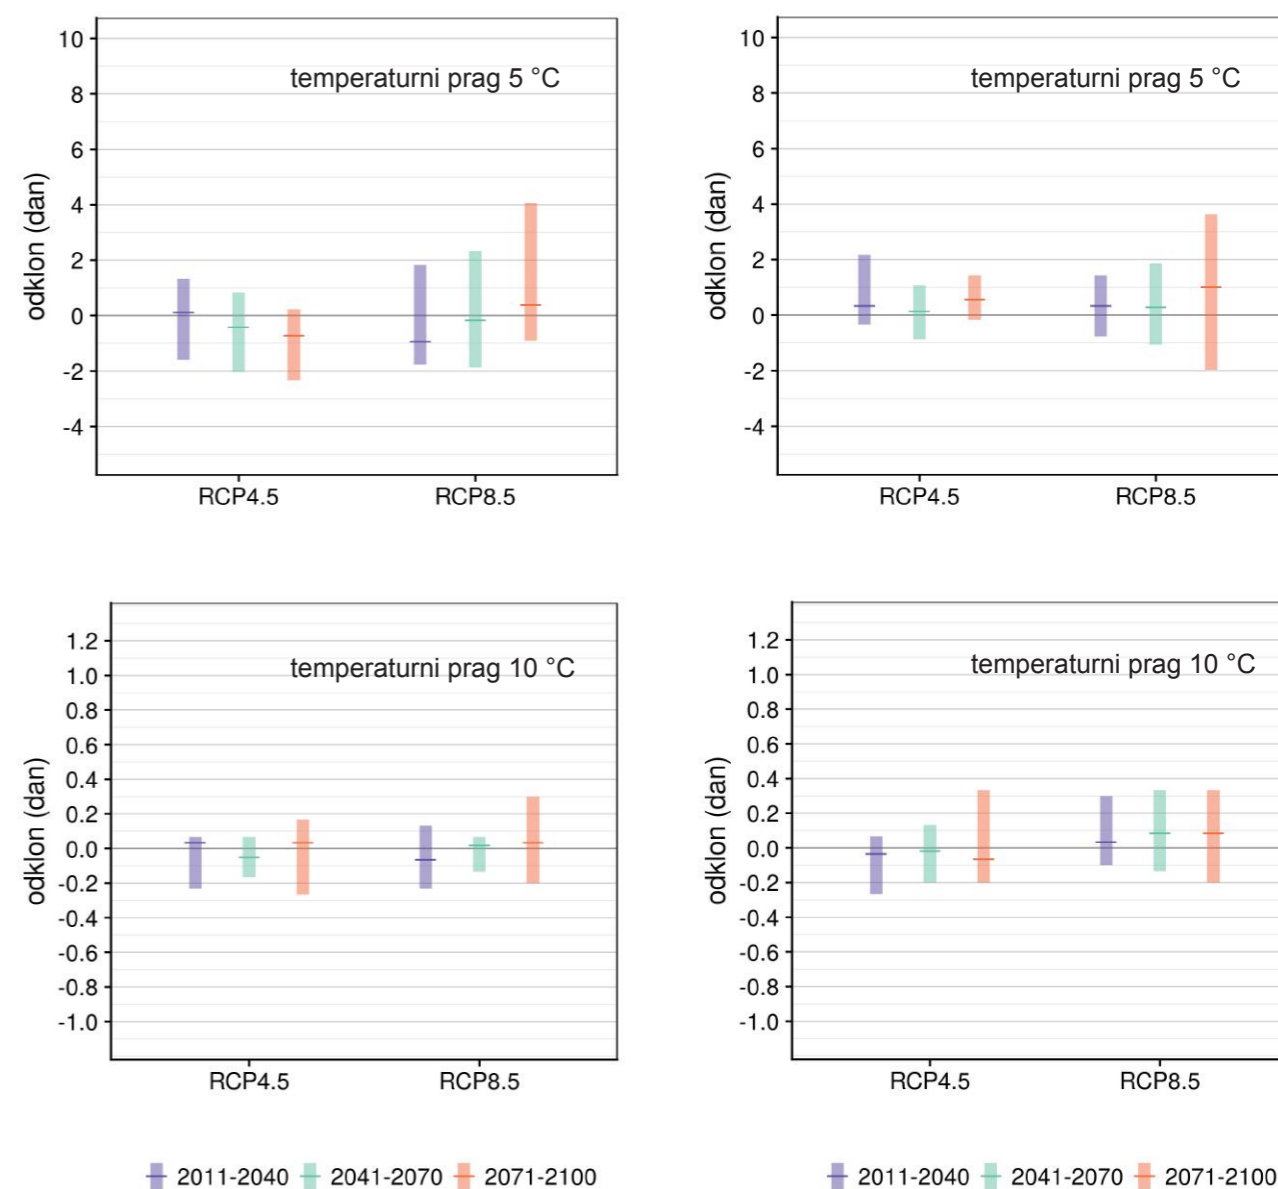 temperaturni prag 5 °C
odklon (dan)
10
8
6
4
2
0
-2
-4
RCP4.5 RCP8.5
temperaturni prag 5 °C
odklon (dan)
10
8
6
4
2
0
-2
-4
RCP4.5 RCP8.5
temperaturni prag 10 °C
odklon (dan)
1.2
1.0
0.8
0.6
0.4
0.2
0.0
-0.2
-0.4
-0.6
-0.8
-1.0
RCP4.5 RCP8.5
temperaturni prag 10 °C
odklon (dan)
1.2
1.0
0.8
0.6
0.4
0.2
0.0
-0.2
-0.4
-0.6
-0.8
-1.0
RCP4.5 RCP8.5
2011-2040 2041-2070 2071-2100
2011-2040 2041-2070 2071-2100